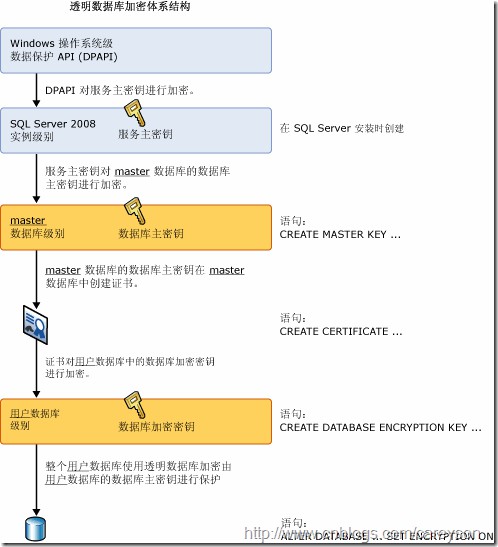 透明数据库加密体系结构
Windows 操作系统级
数据保护 API (DPAPI)
DPAPI 对服务主密钥进行加密。
SQL Server 2008
实例级别
服务主密钥
在 SQL Server 安装时创建
服务主密钥对 master 数据库的数据库
主密钥进行加密。
master
数据库级别
数据库主密钥
语句：
CREATE MASTER KEY ...
master 数据库的数据库主密钥在 master
数据库中创建证书。
语句：
CREATE CERTIFICATE ...
证书对用户数据库中的数据库加密密钥
进行加密。
用户数据库
级别
数据库加密密钥
语句：
CREATE DATABASE ENCRYPTION KEY ...
整个用户数据库使用透明数据库加密由
用户数据库的数据库主密钥进行保护
语句：
ALTER DATABASE ... SET ENCRYPTION ON
http://www.cnblogs.com/careyson